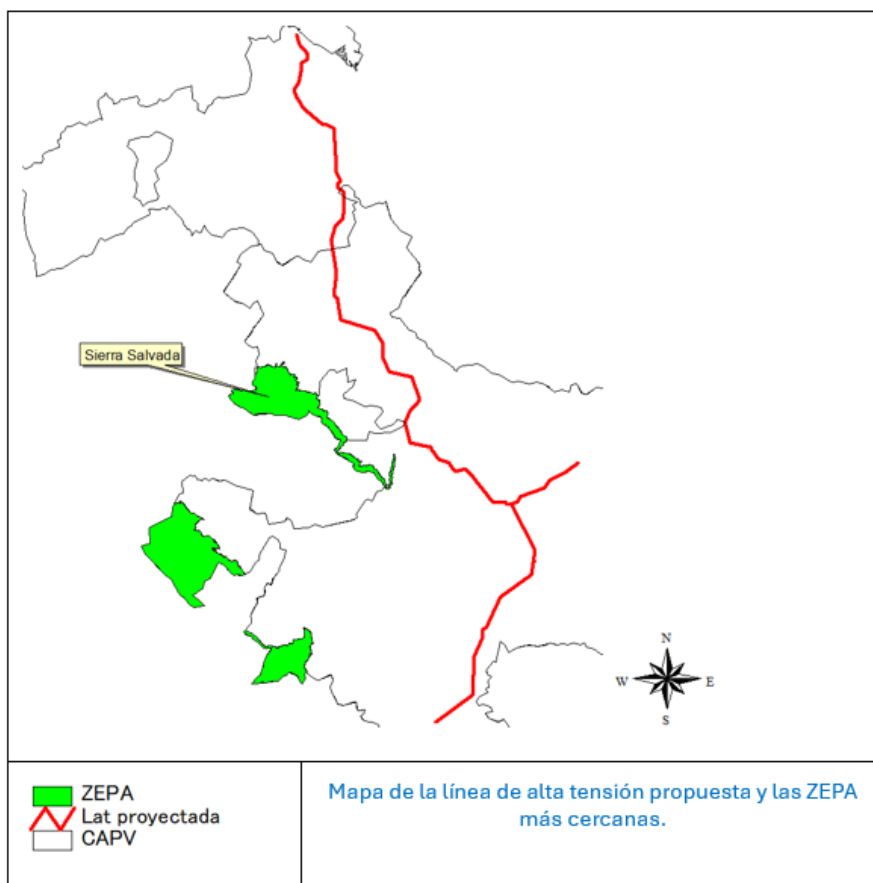 Sierra Salvada
N
W
E
S
ZEPA
Lat proyectada
CAPV
Mapa de la línea de alta tensión propuesta y las ZEPA
más cercanas.